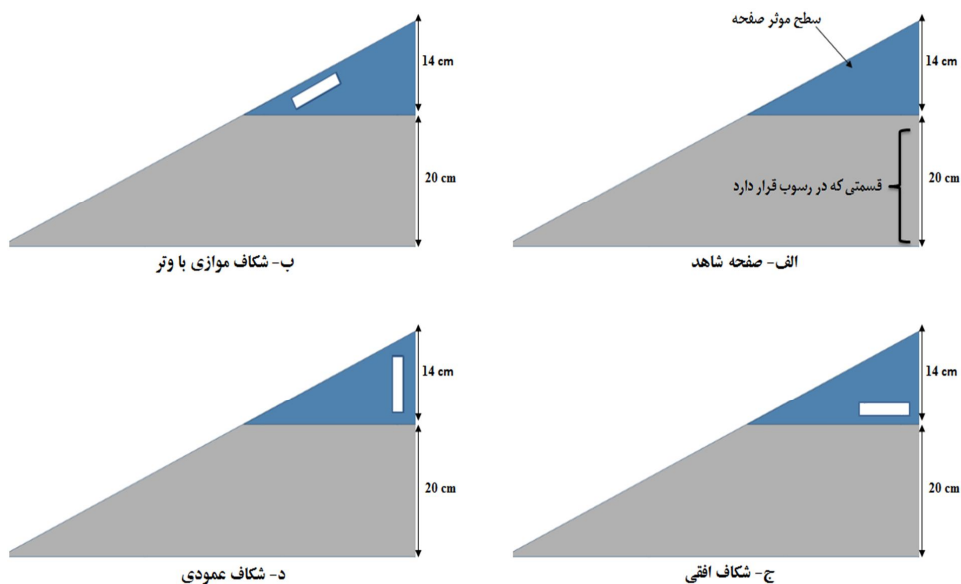 سطح موثر صفحه
14 cm
20 cm
قسمتی که در رسوب قرار دارد
الف- صفحه شاهد
14 cm
20 cm
ب- شکاف موازی با وتر
14 cm
20 cm
ج- شکاف افقی
14 cm
20 cm
د- شکاف عمودی